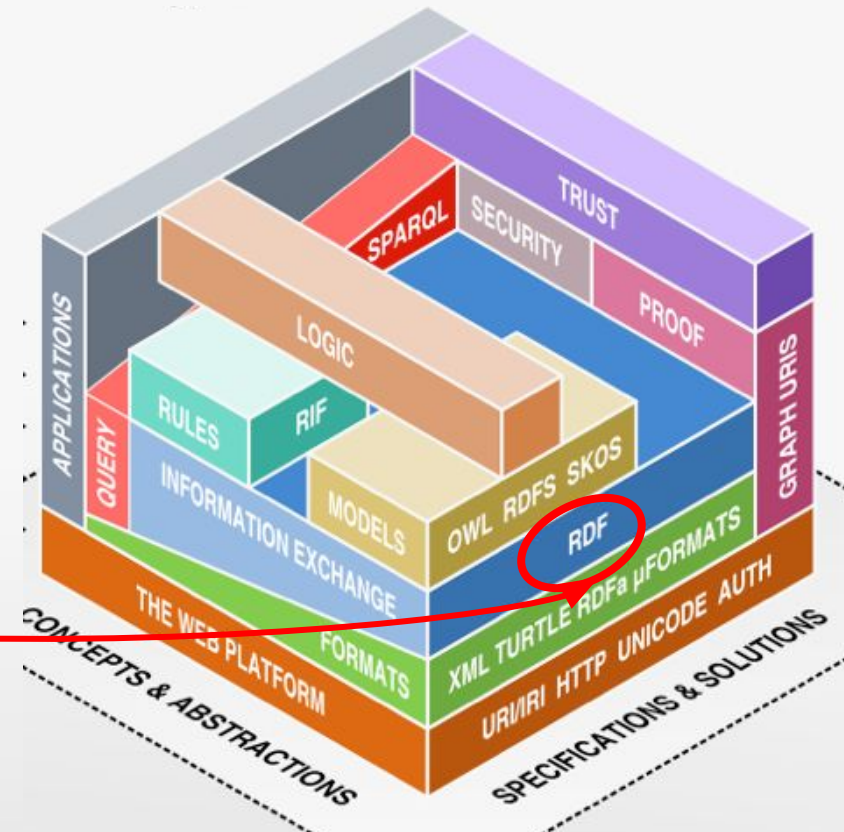 TRUST
SPARQL
SECURITY
PROOF
LOGIC
APPLICATIONS
RULES
RIF
GRAPH URIS
QUERY
INFORMATION EXCHANGE
MODELS
OWL RDFS SKOS
RDF
THE WEB PLATFORM
FORMATS
XML TURTLE RDFa µFORMATS
URI/IRI HTTP UNICODE AUTH
CONCEPTS & ABSTRACTIONS
SPECIFICATIONS & SOLUTIONS